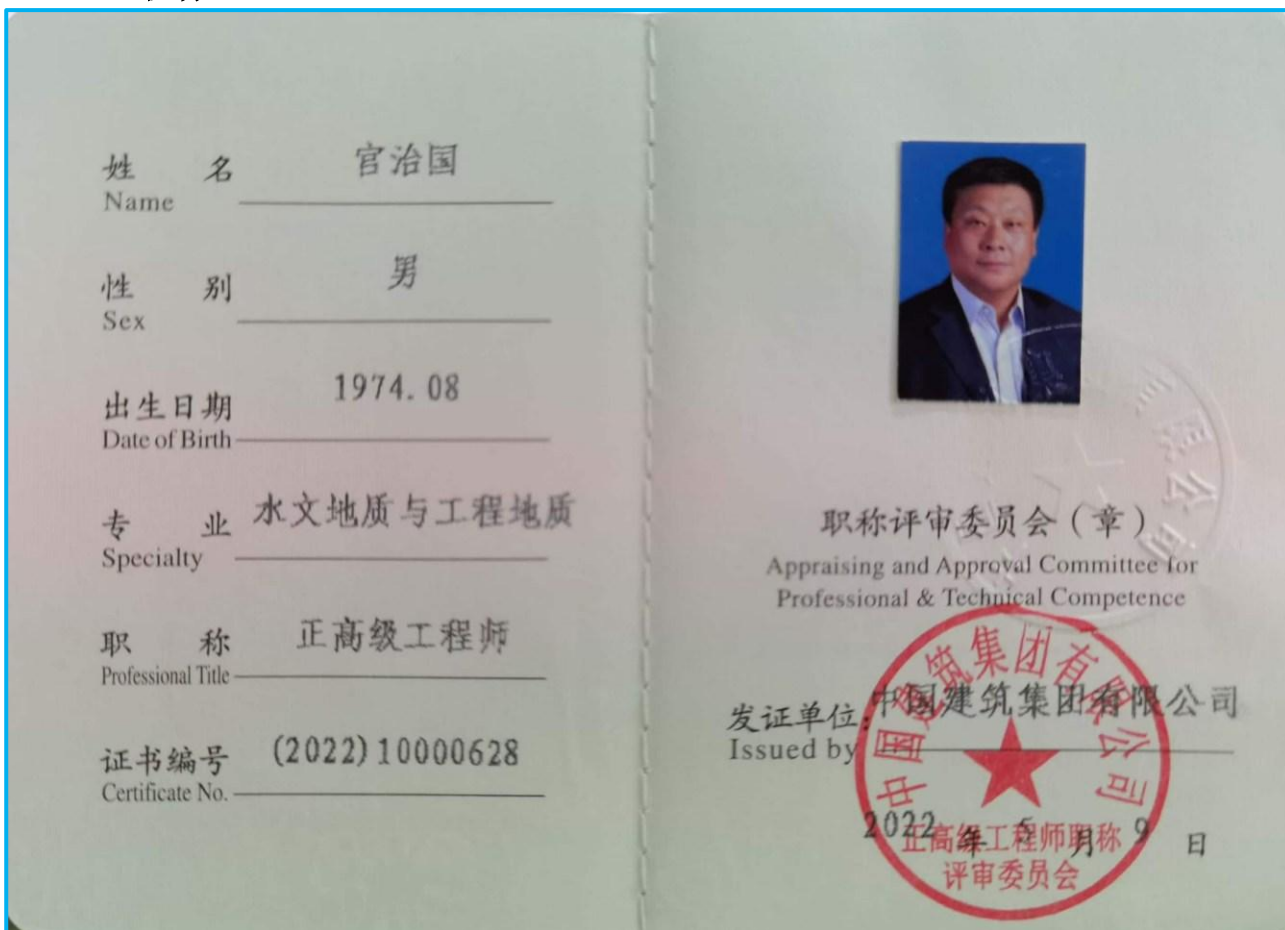 姓 名 官治国
Name
性 别 男
Sex
出生日期 1974.08
Date of Birth
专 业 水文地质与工程地质
Specialty
职 称 正高级工程师
Professional Title
证书编号 (2022)10000628
Certificate No.
职称评审委员会(章)
Appraising and Approval Committee for
Professional & Technical Competence
发证单位:中国建筑集团有限公司
Issued by
2022 年 5 月 9 日
中国建筑集团有限公司
正高级工程师职称
评审委员会
限公司